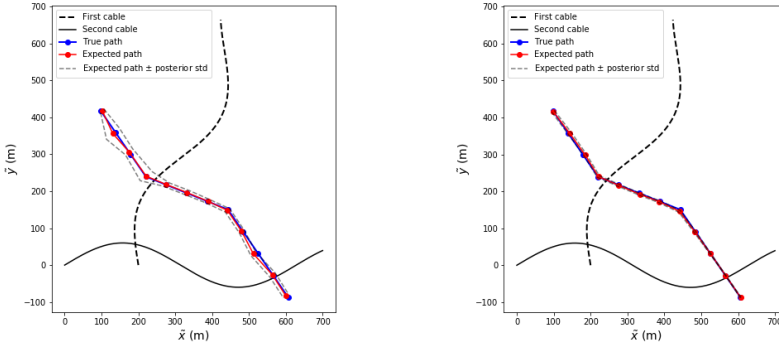 700
600
500
400
300
200
100
0
−100
ỹ (m)
First cable
Second cable
True path
Expected path
Expected path ± posterior std
0 100 200 300 400 500 600 700
x̃ (m)
700
600
500
400
300
200
100
0
−100
ỹ (m)
First cable
Second cable
True path
Expected path
Expected path ± posterior std
0 100 200 300 400 500 600 700
x̃ (m)